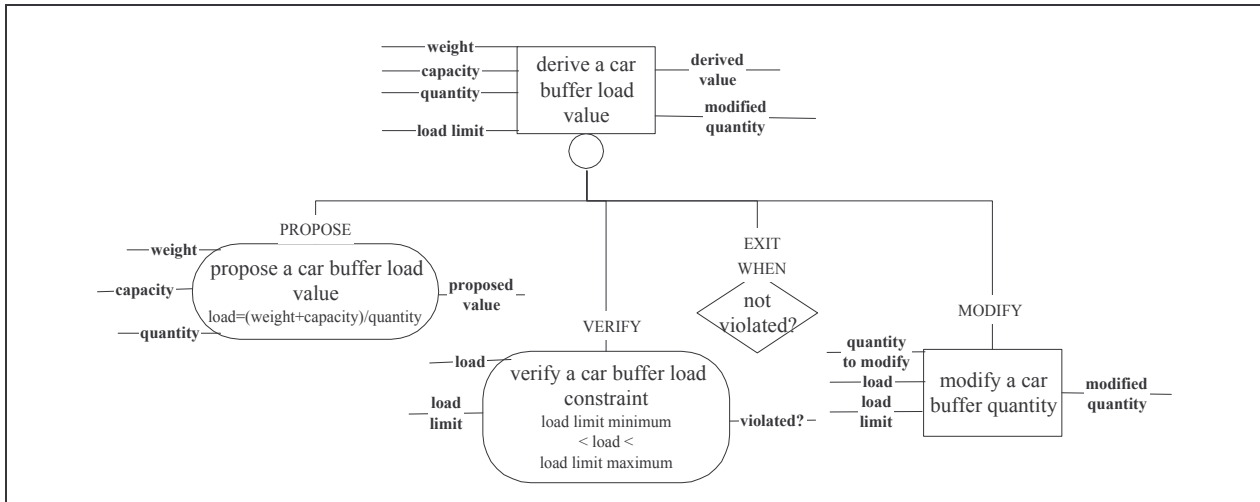 weight
capacity
quantity
load limit
derive a car
buffer load
value
derived
value
modified
quantity
PROPOSE
weight
capacity
quantity
propose a car buffer load
value
load=(weight+capacity)/quantity
proposed
value
VERIFY
load
load
limit
verify a car buffer load
constraint
load limit minimum
< load <
load limit maximum
violated?
EXIT
WHEN
not
violated?
MODIFY
quantity
to modify
load
load
limit
modify a car
buffer quantity
modified
quantity